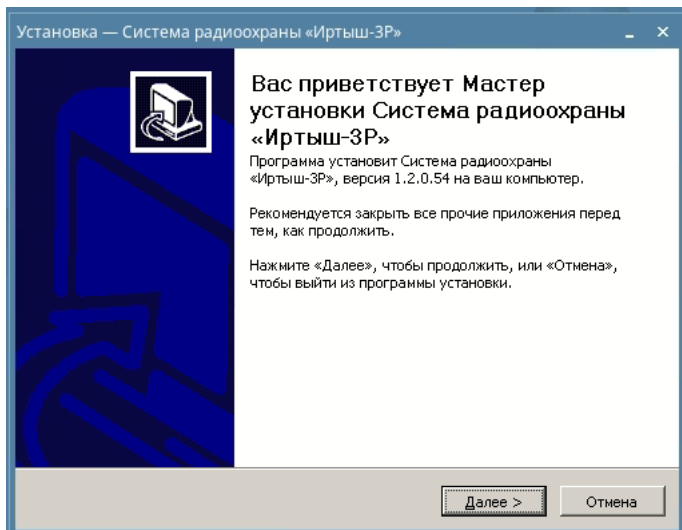 Установка — Система радиоохраны «Иртыш-3Р»
Вас приветствует Мастер
установки Система радиоохраны
«Иртыш-3Р»
Программа установит Система радиоохраны
«Иртыш-3Р», версия 1.2.0.54 на ваш компьютер.
Рекомендуется закрыть все прочие приложения перед
тем, как продолжить.
Нажмите «Далее», чтобы продолжить, или «Отмена»,
чтобы выйти из программы установки.
Далее >
Отмена